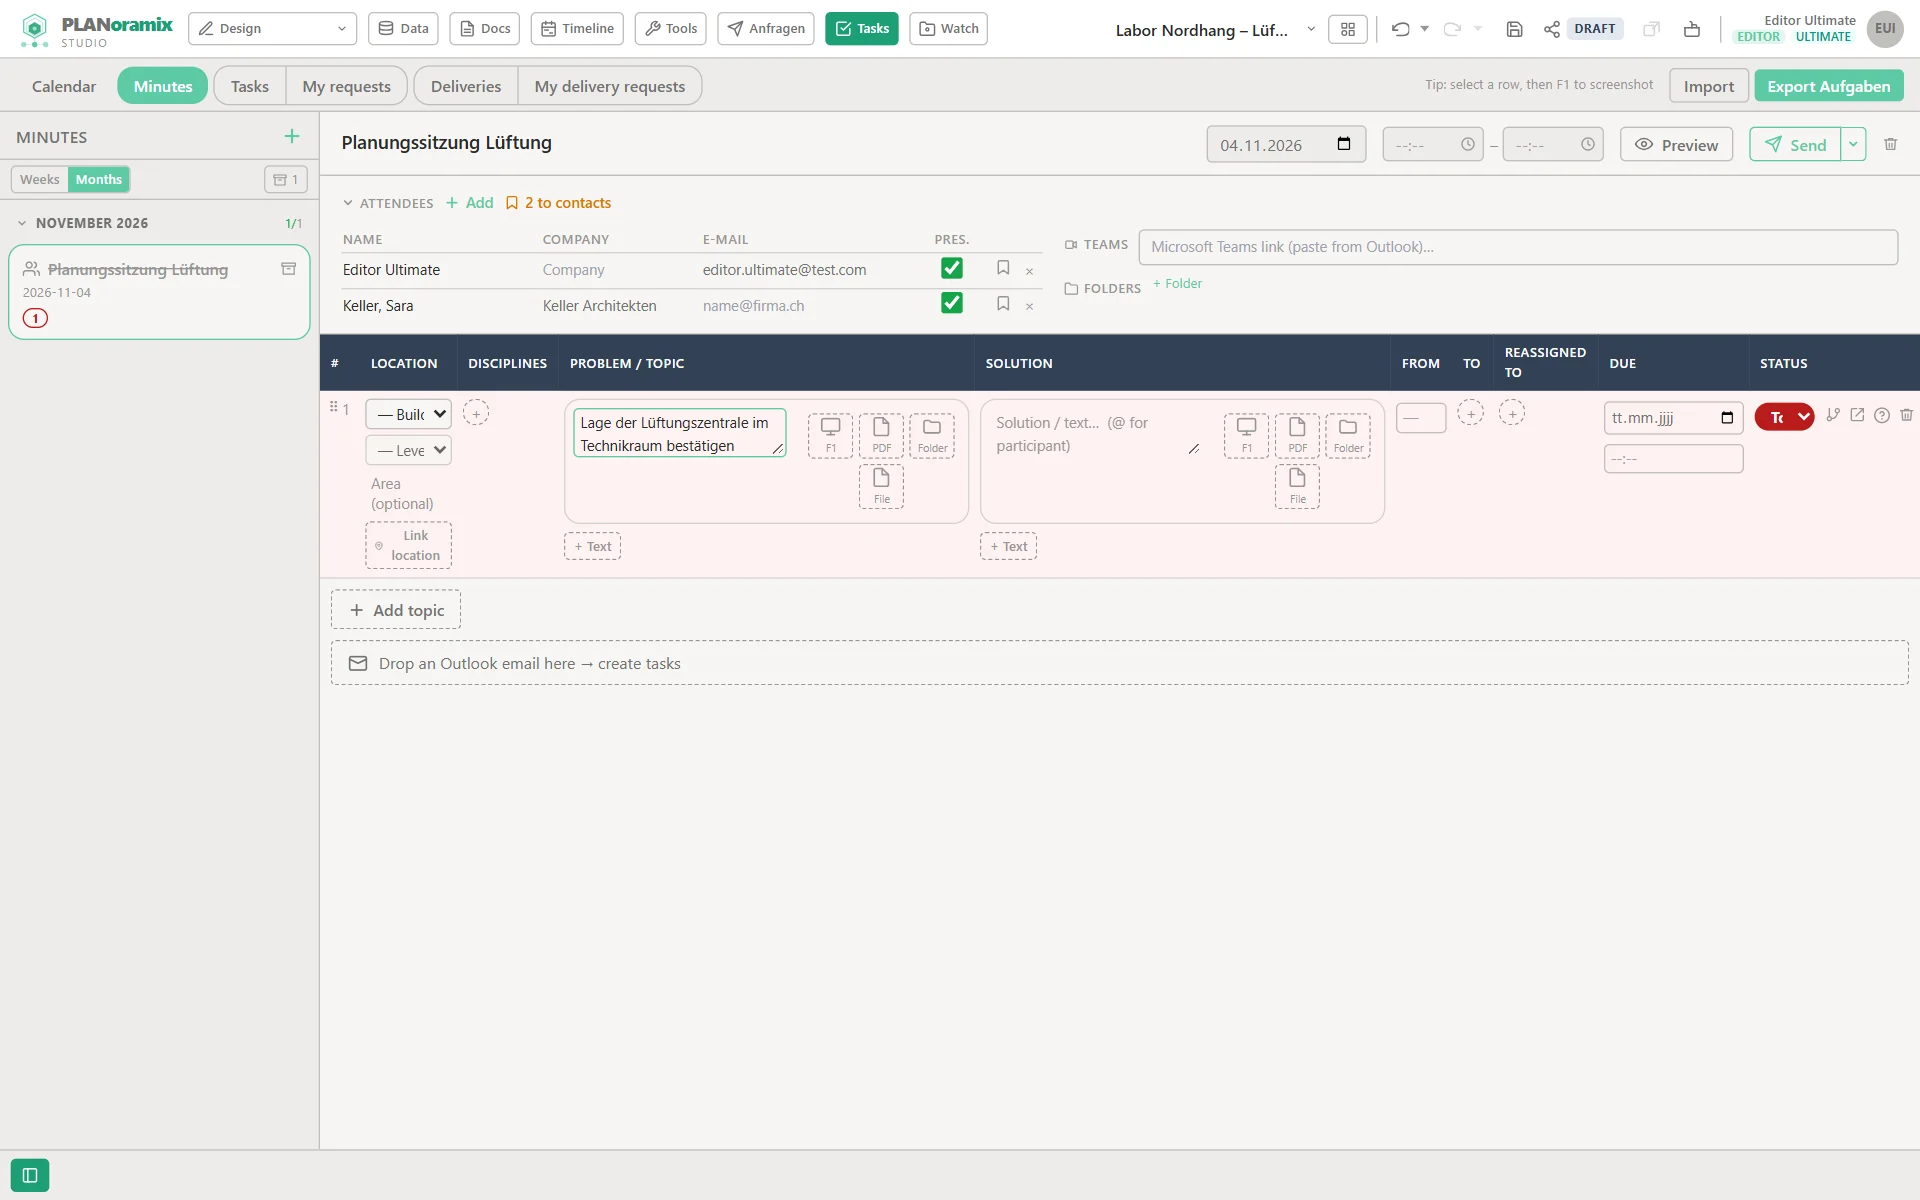 PLANoramix
STUDIO
Design
Data
Docs
Timeline
Tools
Anfragen
Tasks
Watch
Labor Nordhang – Lüf...
DRAFT
Editor Ultimate
EDITOR
ULTIMATE
EUI
Calendar
Minutes
Tasks
My requests
Deliveries
My delivery requests
Tip: select a row, then F1 to screenshot
Import
Export Aufgaben
MINUTES
Weeks
Months
1
NOVEMBER 2026
1/1
Planungssitzung Lüftung
2026-11-04
1
Planungssitzung Lüftung
04.11.2026
--:--
–
--:--
Preview
Send
ATTENDEES
+ Add
2 to contacts
NAME
COMPANY
E-MAIL
PRES.
Editor Ultimate
Company
editor.ultimate@test.com
×
Keller, Sara
Keller Architekten
name@firma.ch
×
TEAMS
Microsoft Teams link (paste from Outlook)...
FOLDERS
+ Folder
#
LOCATION
DISCIPLINES
PROBLEM / TOPIC
SOLUTION
FROM
TO
REASSIGNED
TO
DUE
STATUS
1
— Builc
— Leve
Area
(optional)
Link
location
+
Lage der Lüftungszentrale im
Technikraum bestätigen
F1
PDF
Folder
File
+ Text
Solution / text... (@ for
participant)
F1
PDF
Folder
File
+ Text
—
+
+
tt.mm.jjjj
--:--
Tc
+ Add topic
Drop an Outlook email here → create tasks